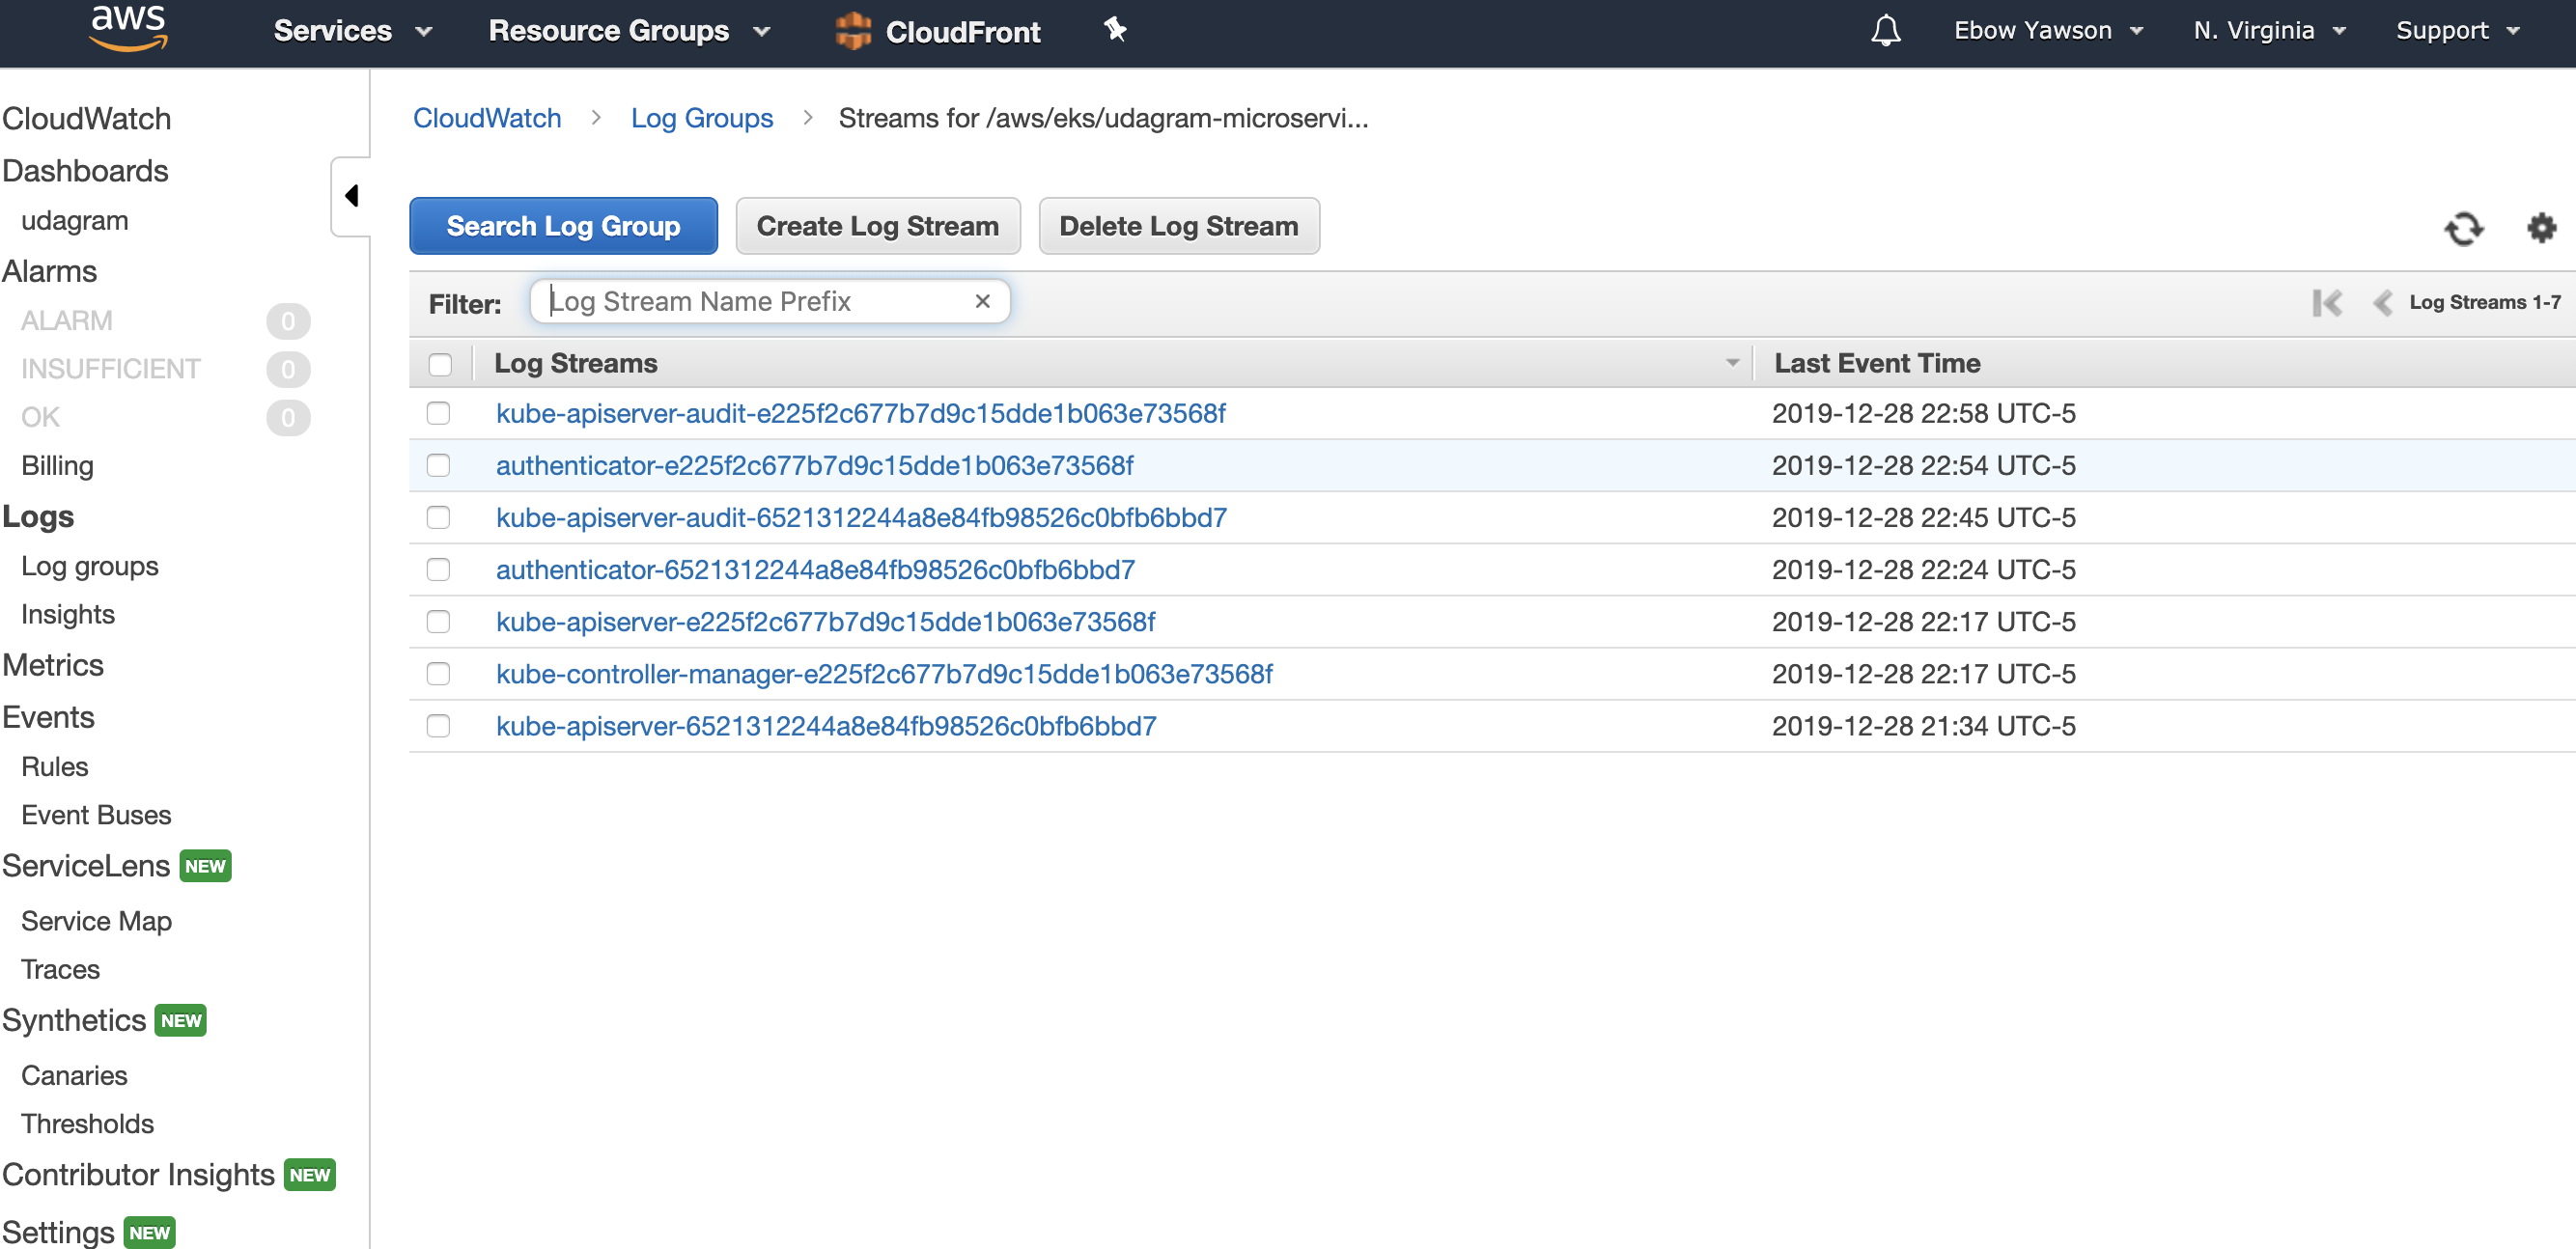 aws Services Resource Groups CloudFront Ebow Yawson N. Virginia Support
CloudWatch
Dashboards
udagram
Alarms
ALARM 0
INSUFFICIENT 0
OK 0
Billing
Logs
Log groups
Insights
Metrics
Events
Rules
Event Buses
ServiceLens NEW
Service Map
Traces
Synthetics NEW
Canaries
Thresholds
Contributor Insights NEW
Settings NEW
CloudWatch > Log Groups > Streams for /aws/eks/udagram-microservi...
Search Log Group Create Log Stream Delete Log Stream
Filter: Log Stream Name Prefix × Log Streams 1-7
Log Streams Last Event Time
kube-apiserver-audit-e225f2c677b7d9c15dde1b063e73568f 2019-12-28 22:58 UTC-5
authenticator-e225f2c677b7d9c15dde1b063e73568f 2019-12-28 22:54 UTC-5
kube-apiserver-audit-6521312244a8e84fb98526c0bfb6bbd7 2019-12-28 22:45 UTC-5
authenticator-6521312244a8e84fb98526c0bfb6bbd7 2019-12-28 22:24 UTC-5
kube-apiserver-e225f2c677b7d9c15dde1b063e73568f 2019-12-28 22:17 UTC-5
kube-controller-manager-e225f2c677b7d9c15dde1b063e73568f 2019-12-28 22:17 UTC-5
kube-apiserver-6521312244a8e84fb98526c0bfb6bbd7 2019-12-28 21:34 UTC-5